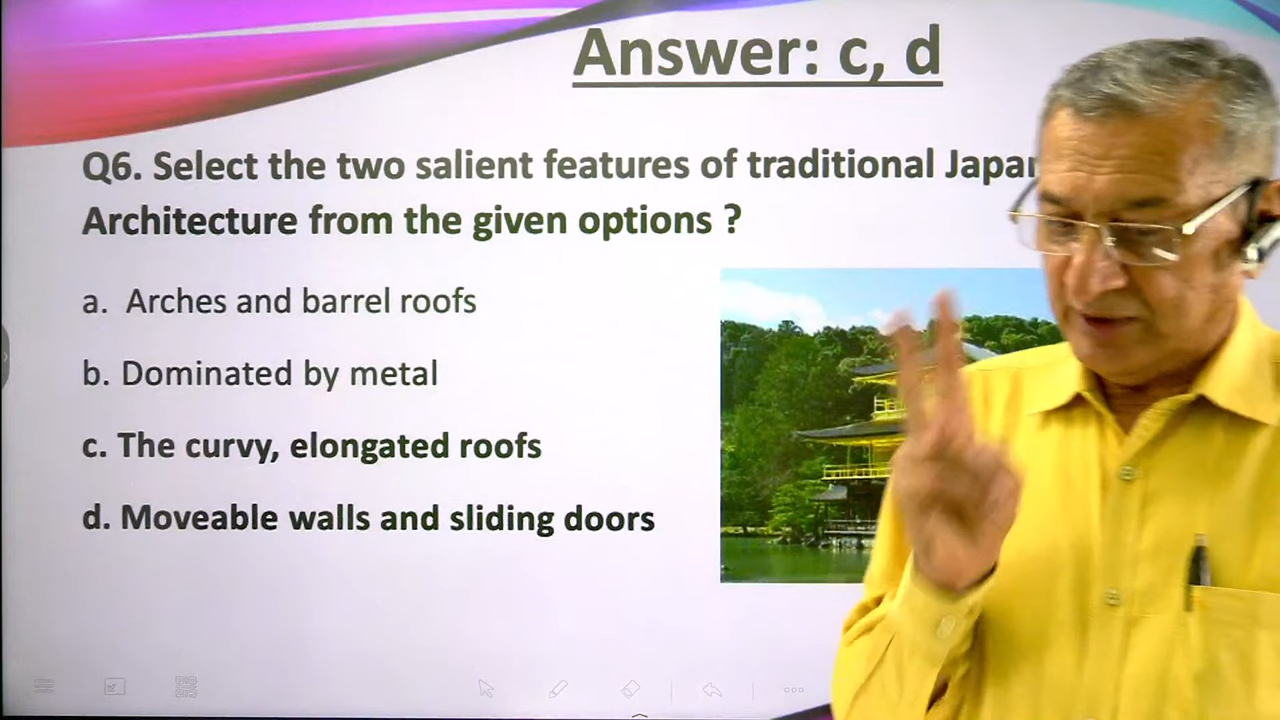 Answer: c, d
Q6. Select the two salient features of traditional
Architecture from the given options ?
a. Arches and barrel roofs
b. Dominated by metal
c. The curvy, elongated roofs
d. Moveable walls and sliding doors